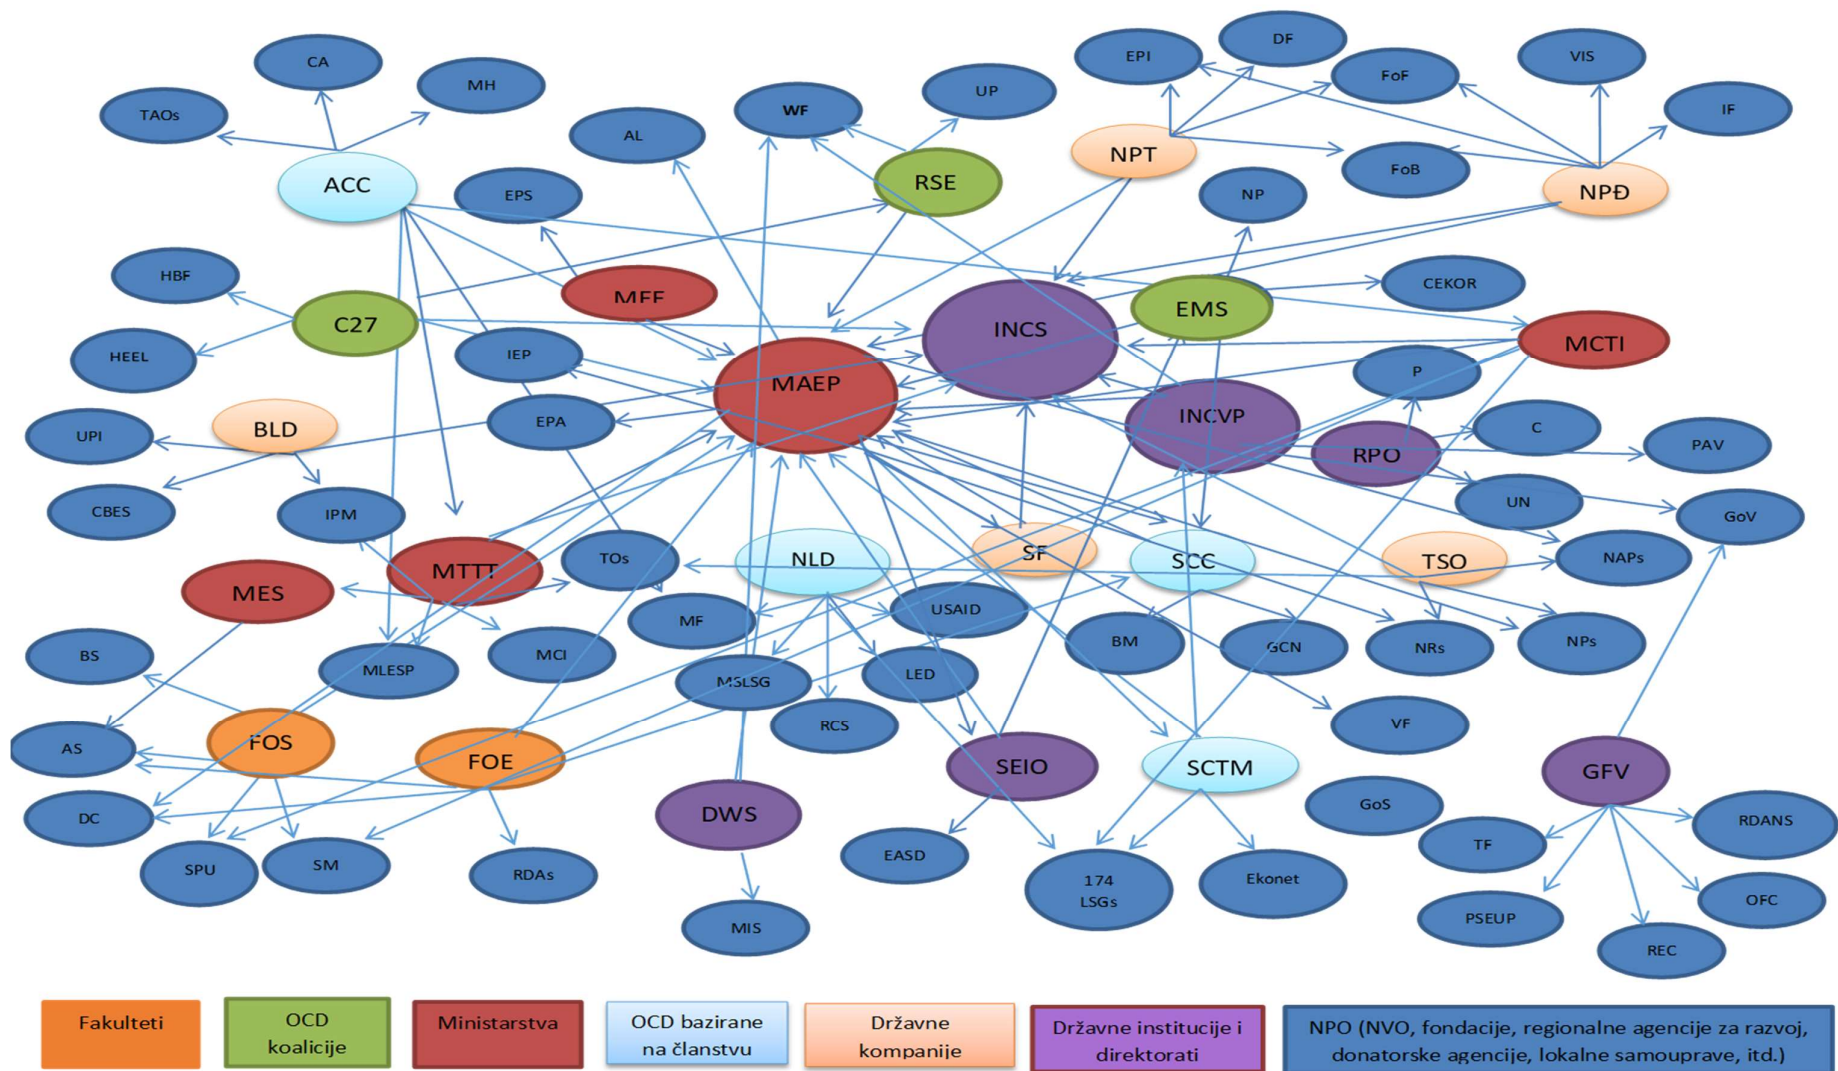 CA
DF
EPI
VIS
FoF
MH
UP
TAOs
WF
IF
AL
NPT
FoB
ACC
RSE
NPĐ
EPS
NP
HBF
CEKOR
MFF
EMS
C27
INCS
MCTI
HEEL
IEP
P
MAEP
INCVP
BLD
EPA
C
UPI
PAV
RPO
CBES
IPM
UN
GoV
TOs
NLD
SF
SCC
TSO
NAPs
MES
MTTT
MF
USAID
BS
MLESP
MCI
BM
GCN
NRs
NPs
MSLSG
LED
RCS
VF
AS
FOS
FOE
SEIO
SCTM
GFV
DC
DWS
GoS
RDANS
TF
SPU
SM
RDAs
EASD
174
LSGs
Ekonet
OFC
PSEUP
MIS
REC
Fakulteti
OCD
koalicije
Ministarstva
OCD bazirane
na članstvu
Državne
kompanije
Državne institucije i
direktorati
NPO (NVO, fondacije, regionalne agencije za razvoj,
donatorske agencije, lokalne samouprave, itd.)